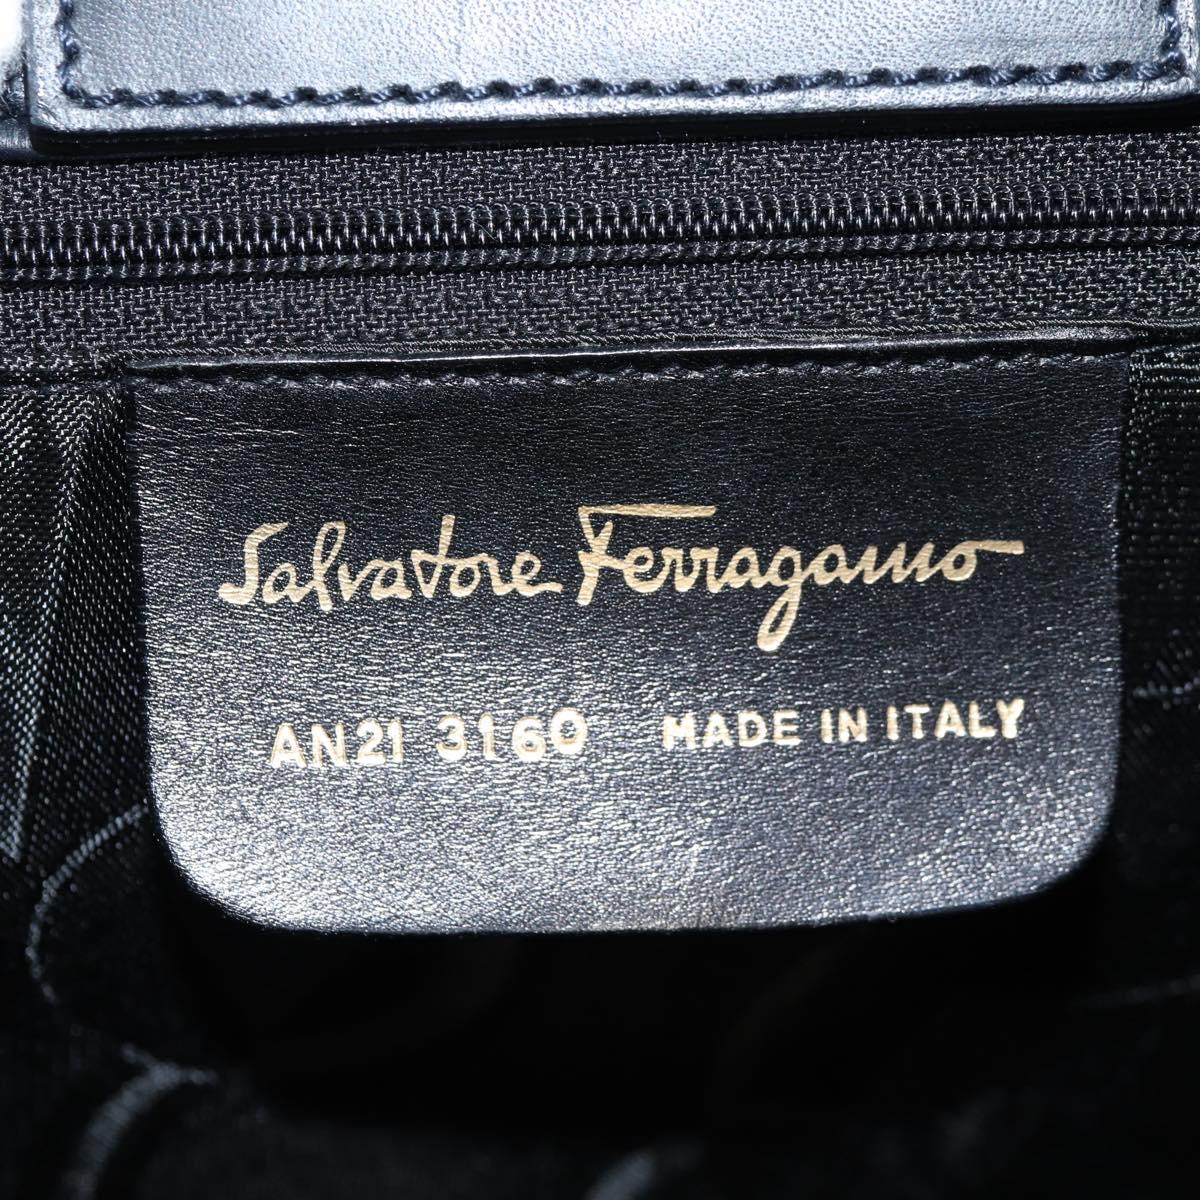 Salvatore Ferragamo
AN21 3160 MADE IN ITALY